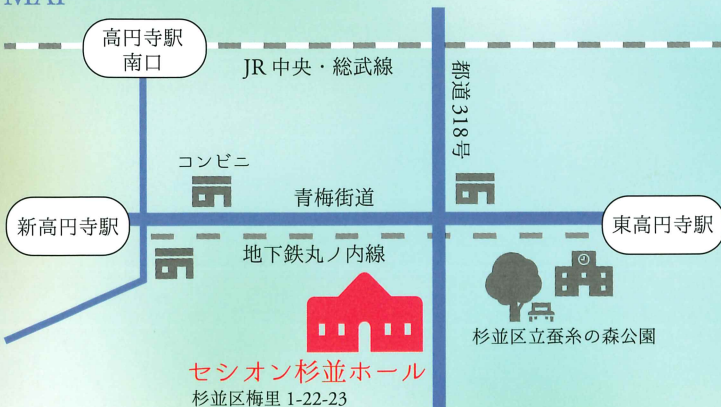 MAP
高円寺駅
南口
JR 中央・総武線
都道318号
コンビニ
青梅街道
新高円寺駅
東高円寺駅
地下鉄丸ノ内線
杉並区立蚕糸の森公園
セシオン杉並ホール
杉並区梅里 1-22-23